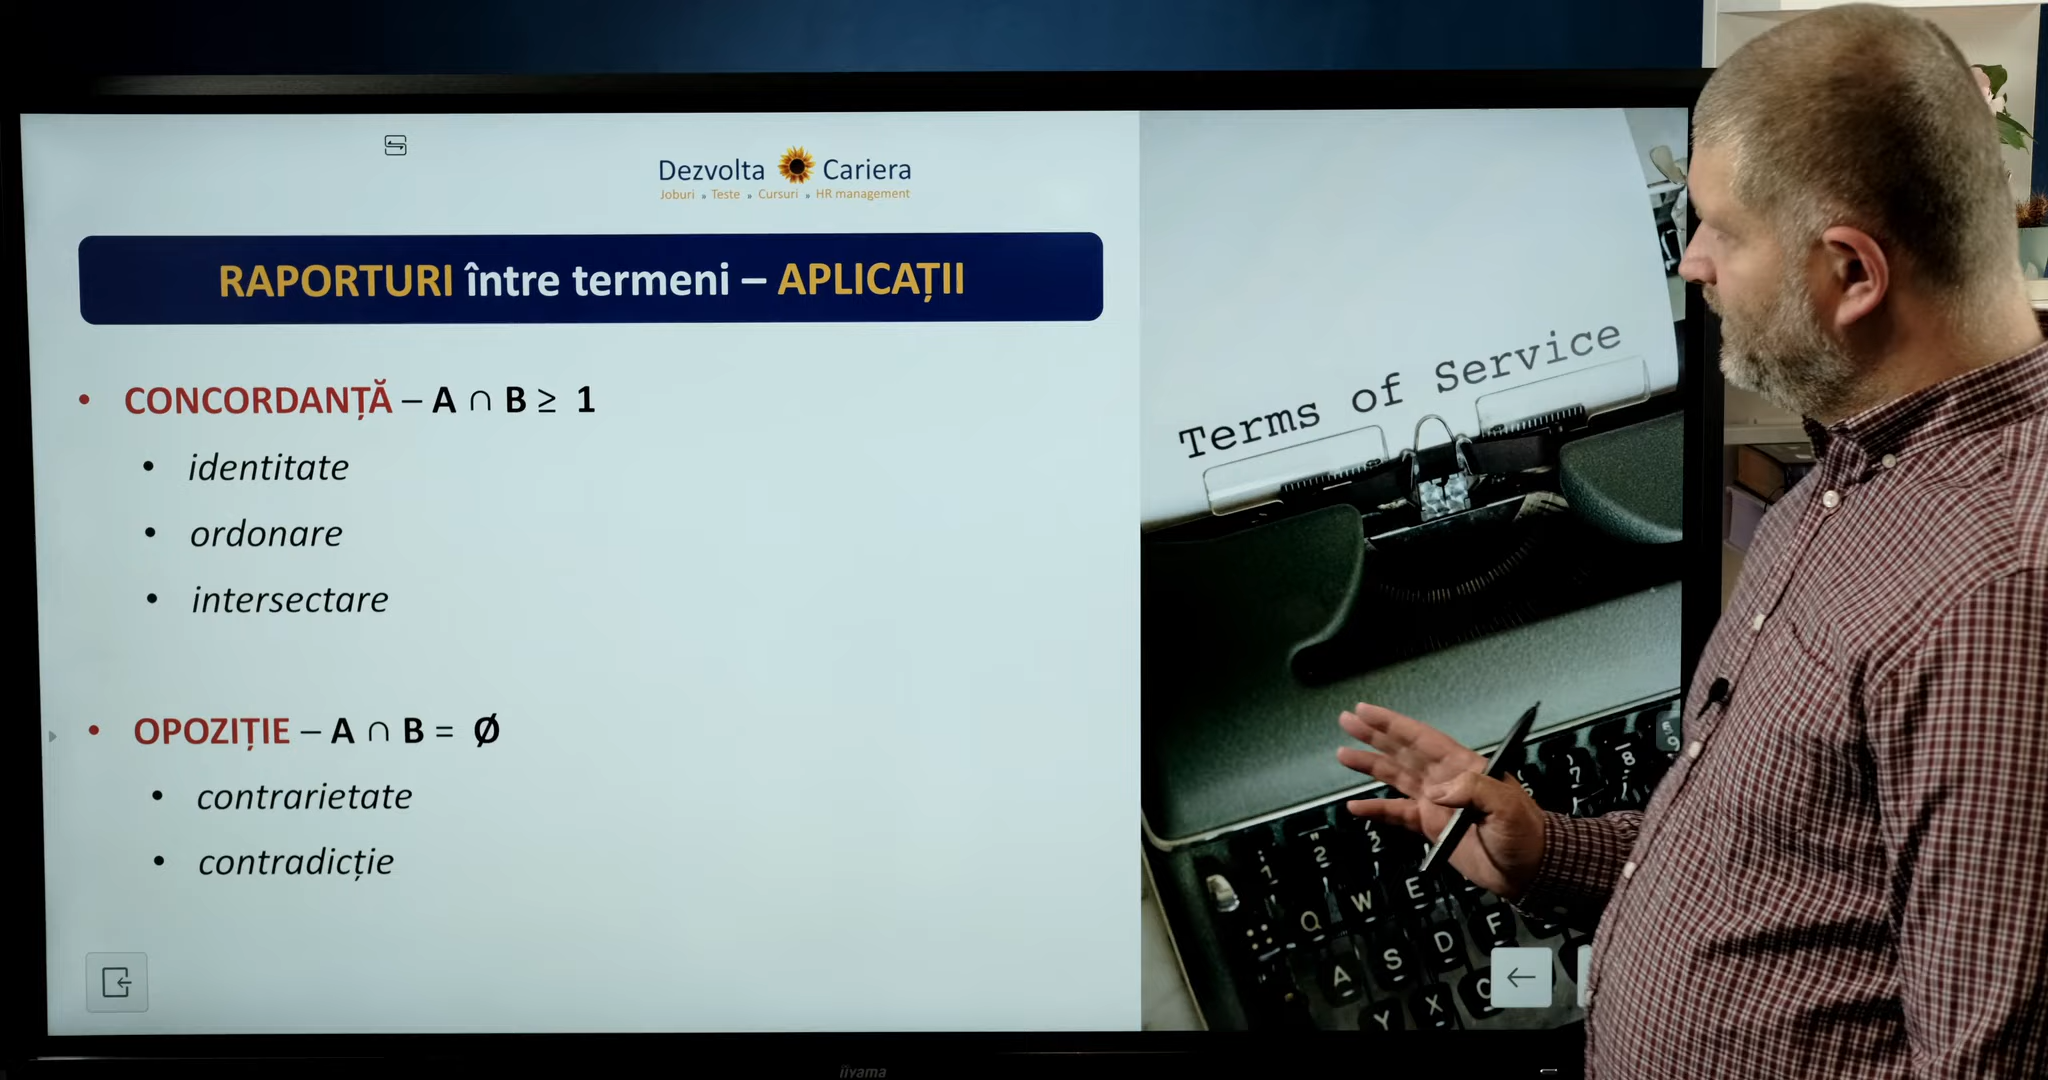 Dezvolta Cariera
Joburi » Teste » Cursuri » HR management
RAPORTURI între termeni – APLICAȚII
• CONCORDANȚĂ – A ∩ B ≥ 1
• identitate
• ordonare
• intersectare
• OPOZIȚIE – A ∩ B = Ø
• contrarietate
• contradicție
Terms of Service
Q W E
A S D F
Y X C
iiyama